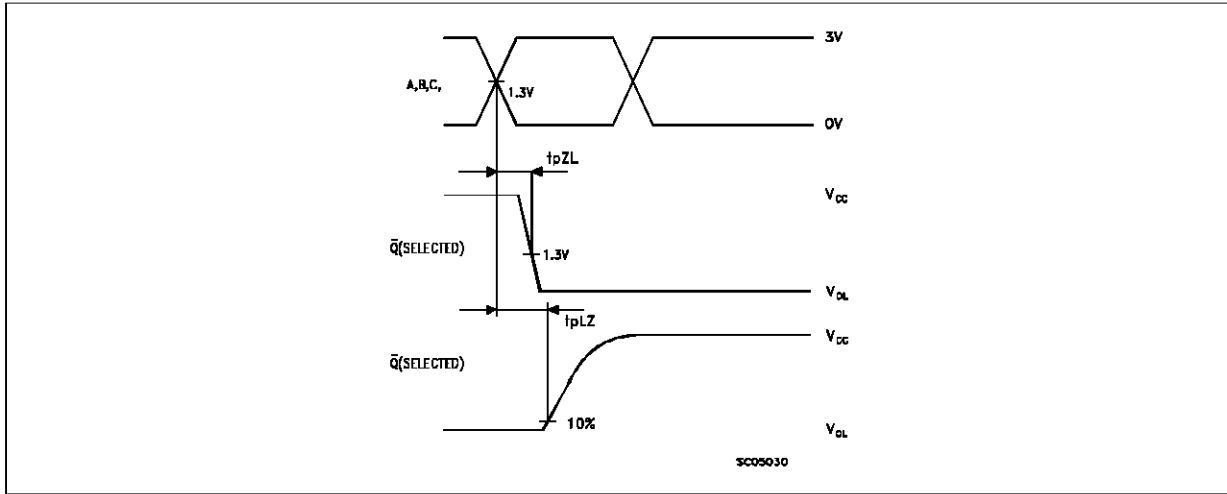 3V
A,B,C,
1.3V
0V
tpZL
VCC
Q̄(SELECTED)
1.3V
VOL
tpLZ
VCC
Q̄(SELECTED)
10%
VOL
SC05030